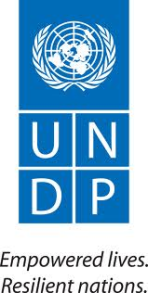 U N
D P
Empowered lives.
Resilient nations.